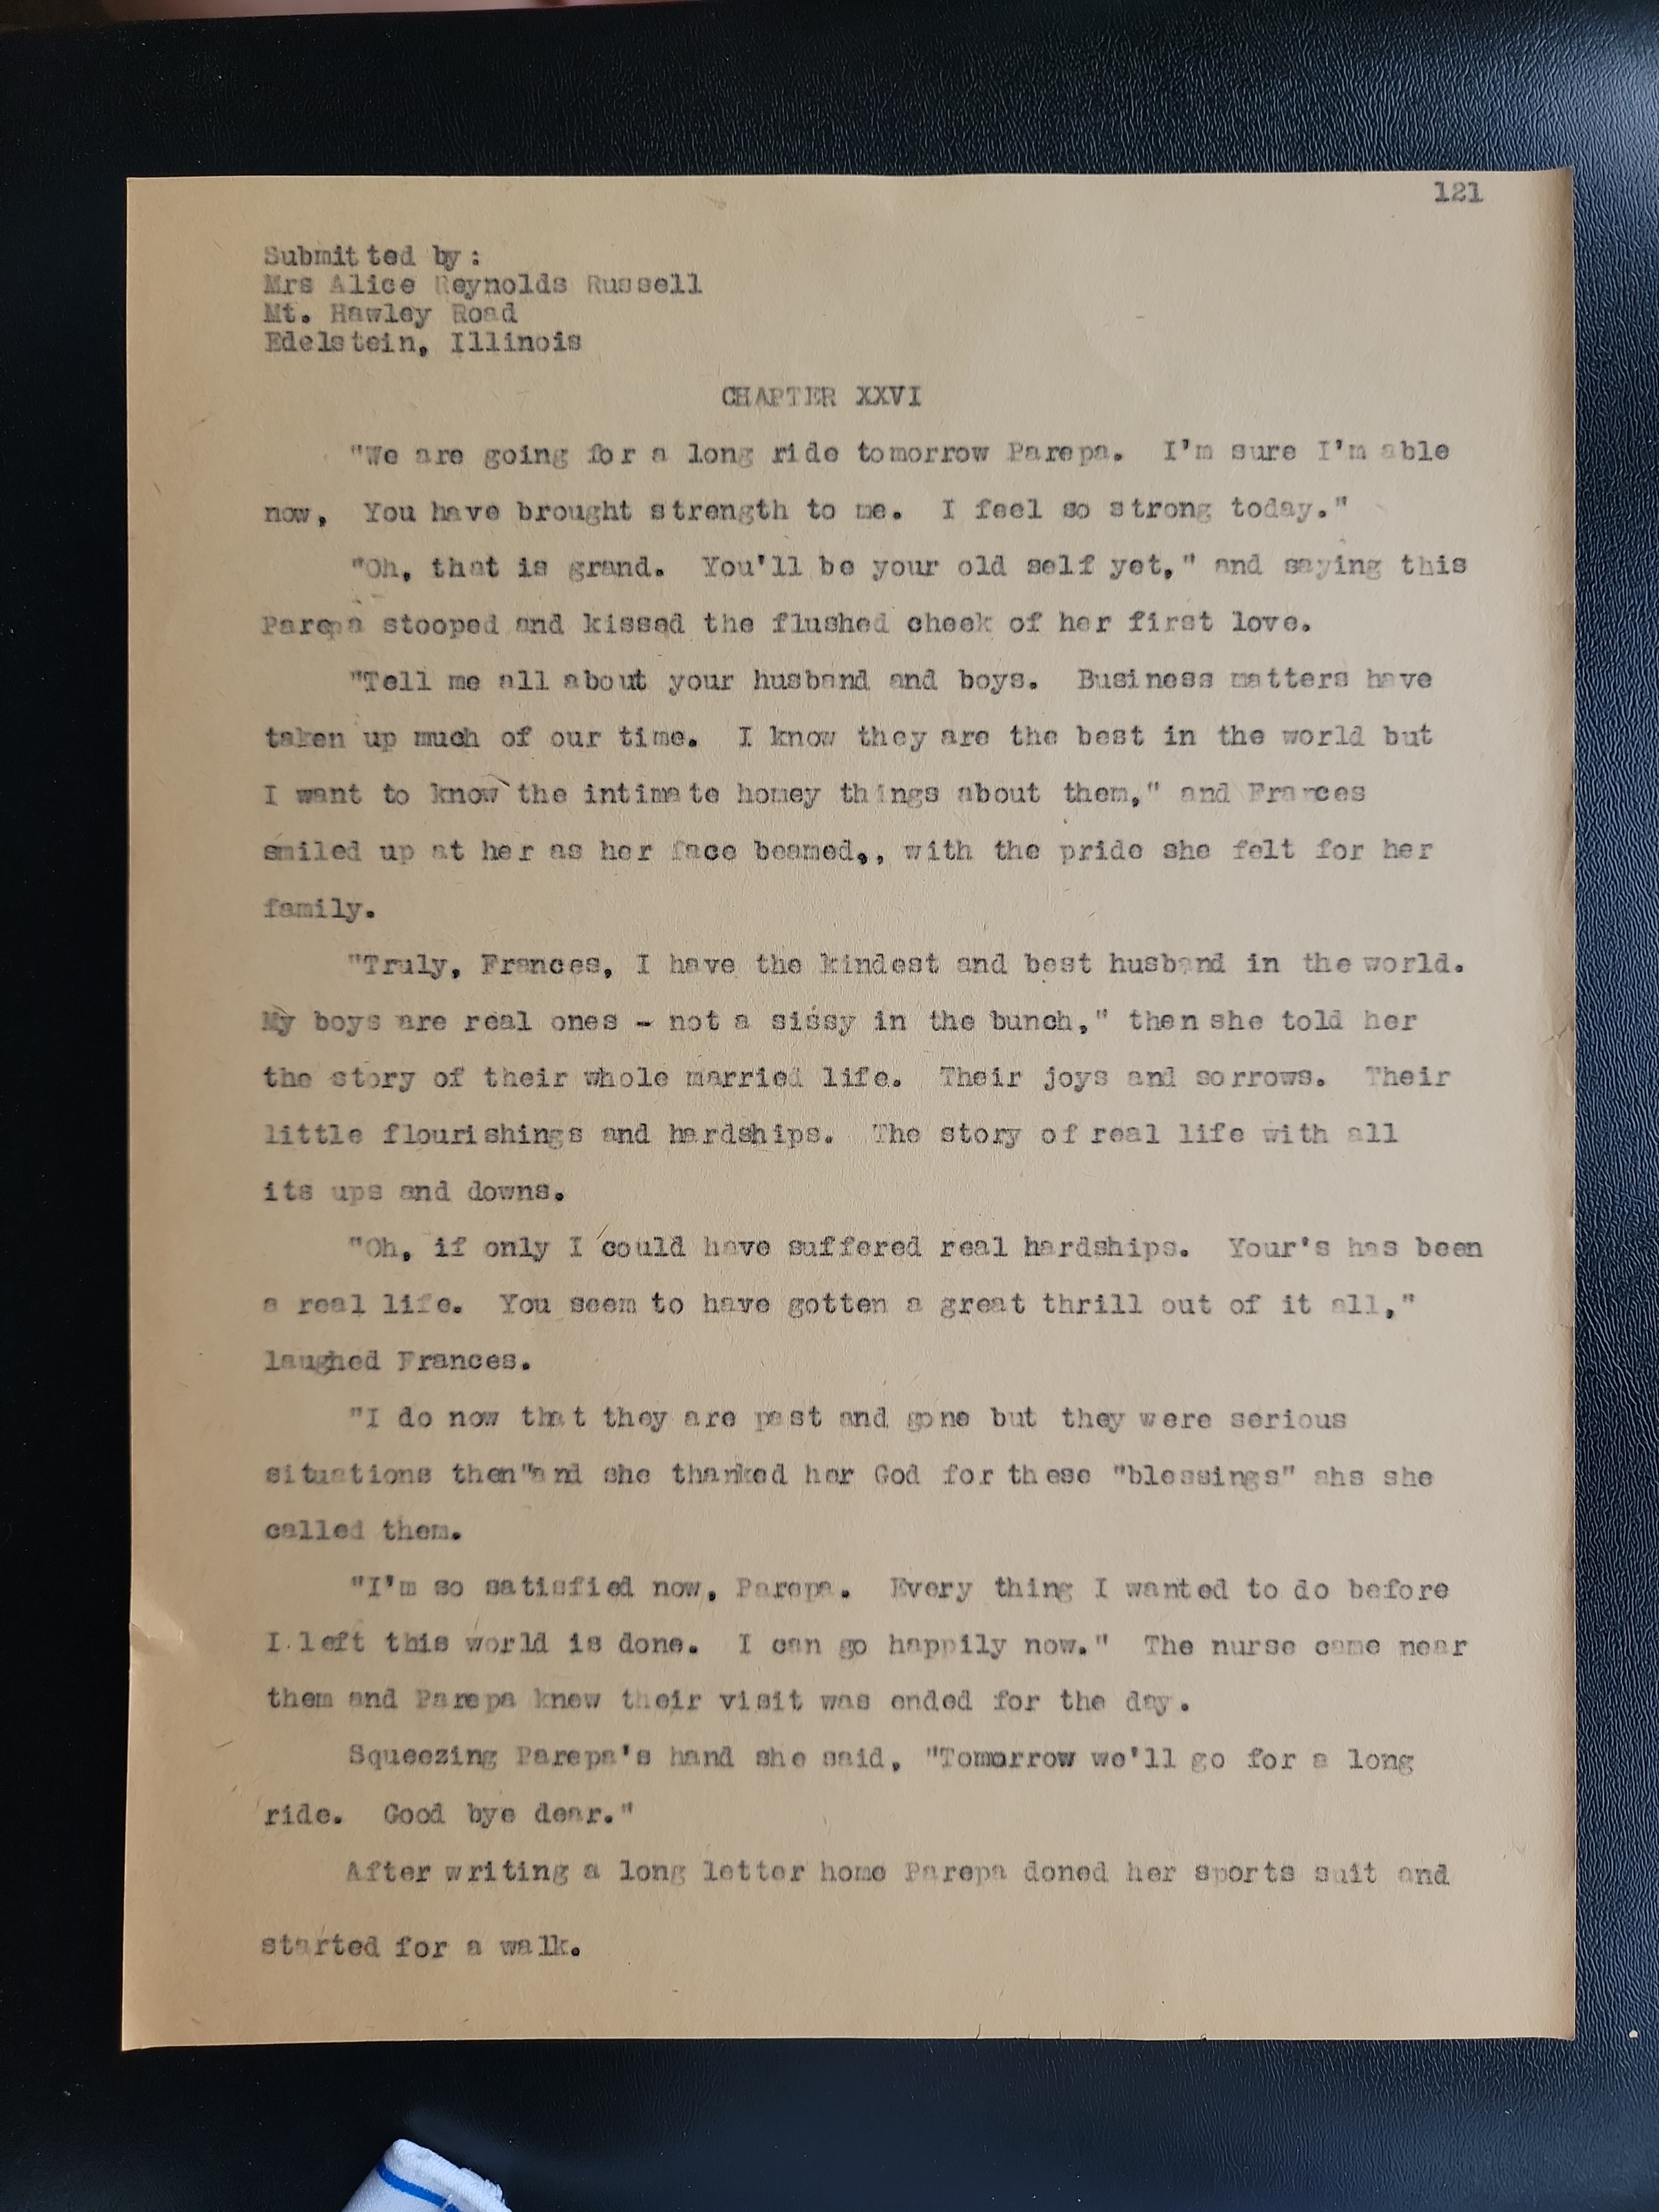 121
Submitted by:
Mrs Alice Reynolds Russell
Mt. Hawley Road
Edelstein, Illinois
CHAPTER XXVI
"We are going for a long ride tomorrow Parepa. I'm sure I'm able
now, You have brought strength to me. I feel so strong today."
"Oh, that is grand. You'll be your old self yet," and saying this
Parepa stooped and kissed the flushed cheek of her first love.
"Tell me all about your husband and boys. Business matters have
taken up much of our time. I know they are the best in the world but
I want to know the intimate homey things about them," and Frances
smiled up at her as her face beamed,, with the pride she felt for her
family.
"Truly, Frances, I have the kindest and best husband in the world.
My boys are real ones - not a sissy in the bunch," then she told her
the story of their whole married life. Their joys and sorrows. Their
little flourishings and hardships. The story of real life with all
its ups and downs.
"Oh, if only I could have suffered real hardships. Your's has been
a real life. You seem to have gotten a great thrill out of it all,"
laughed Frances.
"I do now that they are past and gone but they were serious
situations then"and she thanked her God for these "blessings" ahs she
called them.
"I'm so satisfied now, Parepa. Every thing I wanted to do before
I left this world is done. I can go happily now." The nurse came near
them and Parepa knew their visit was ended for the day.
Squeezing Parepa's hand she said, "Tomorrow we'll go for a long
ride. Good bye dear."
After writing a long letter home Parepa doned her sports suit and
started for a walk.